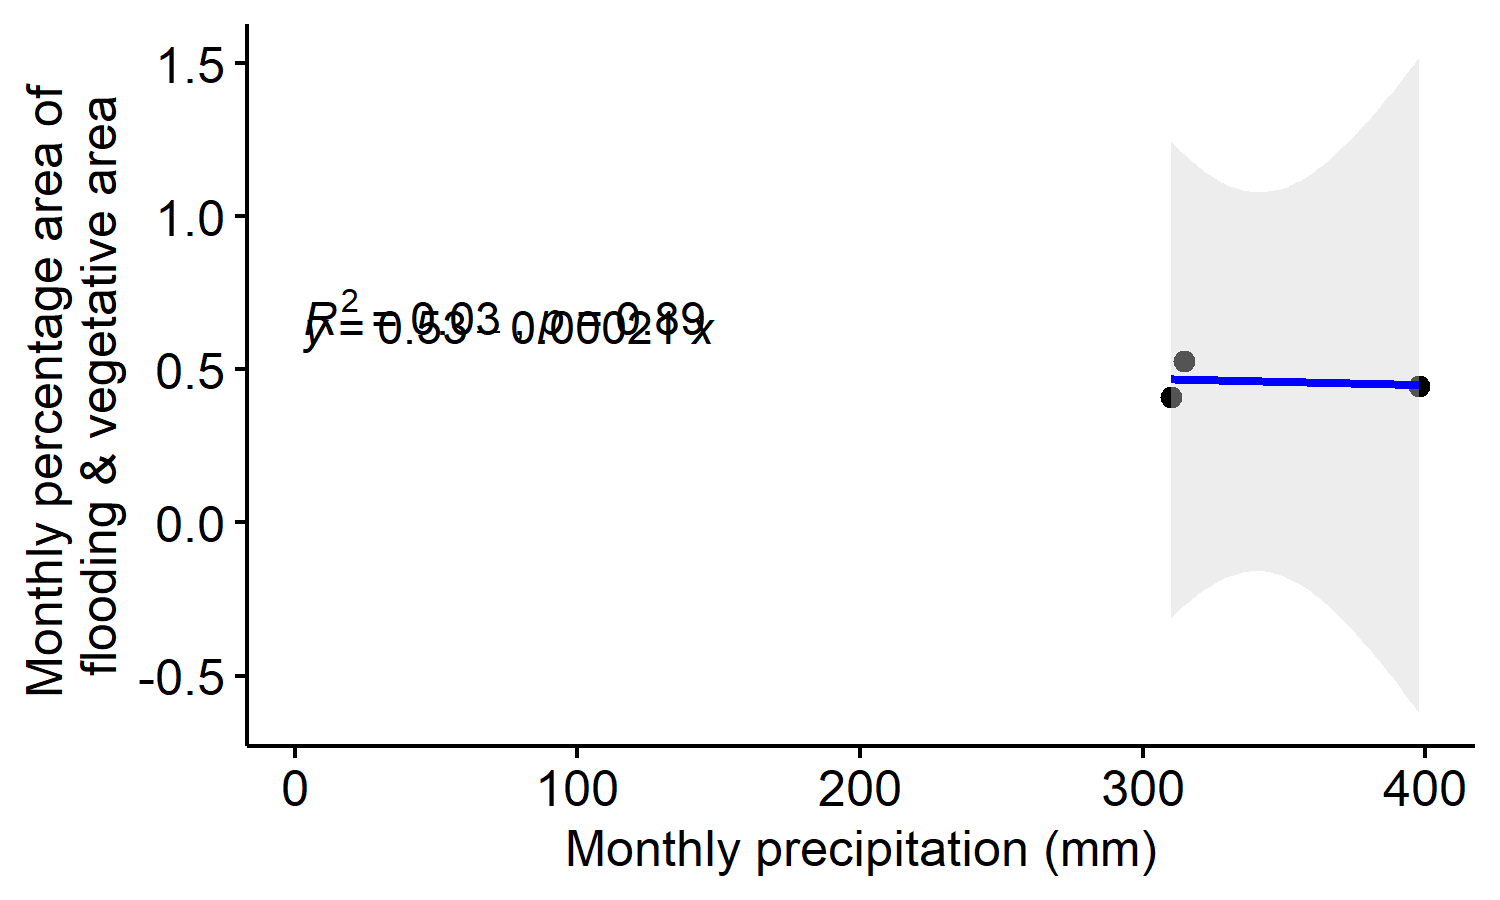 Monthly percentage area of
flooding & vegetative area
1.5
1.0
0.5
0.0
-0.5
R² = 0.03, p = 0.89
y = 0.53 - 0.00021 x
0 100 200 300 400
Monthly precipitation (mm)